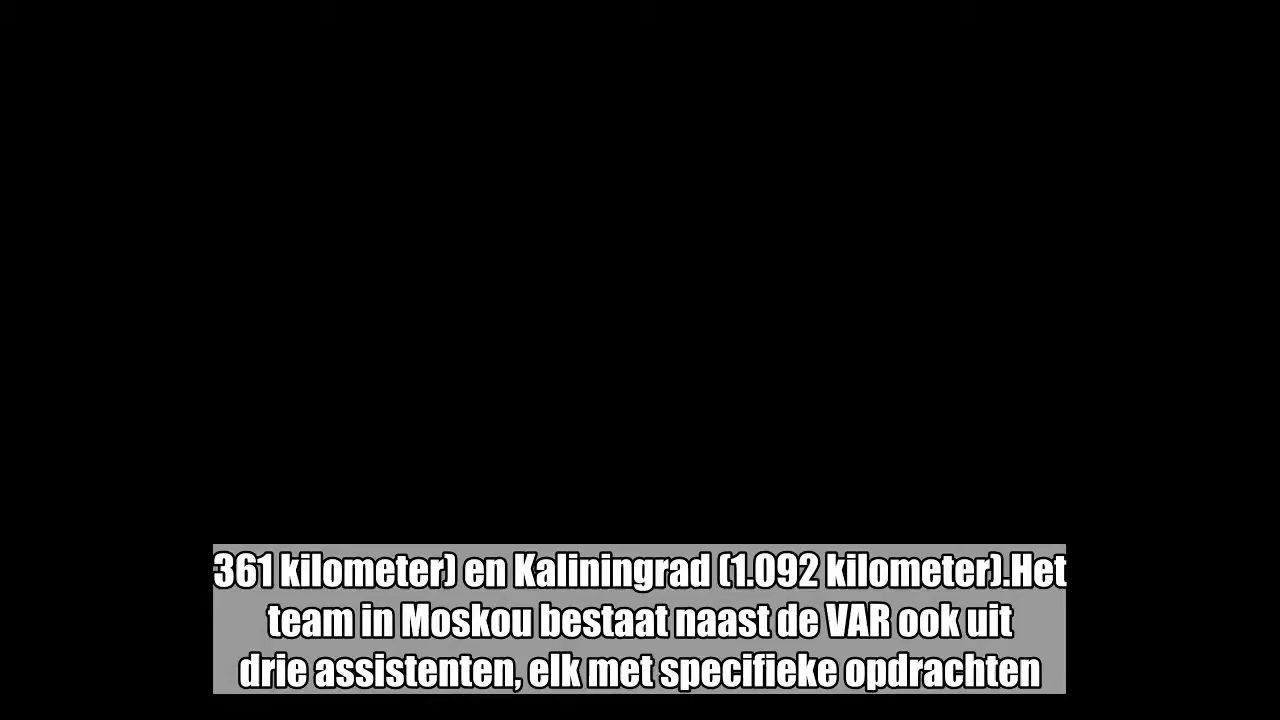 361 kilometer) en Kaliningrad (1.092 kilometer).Het
team in Moskou bestaat naast de VAR ook uit
drie assistenten, elk met specifieke opdrachten